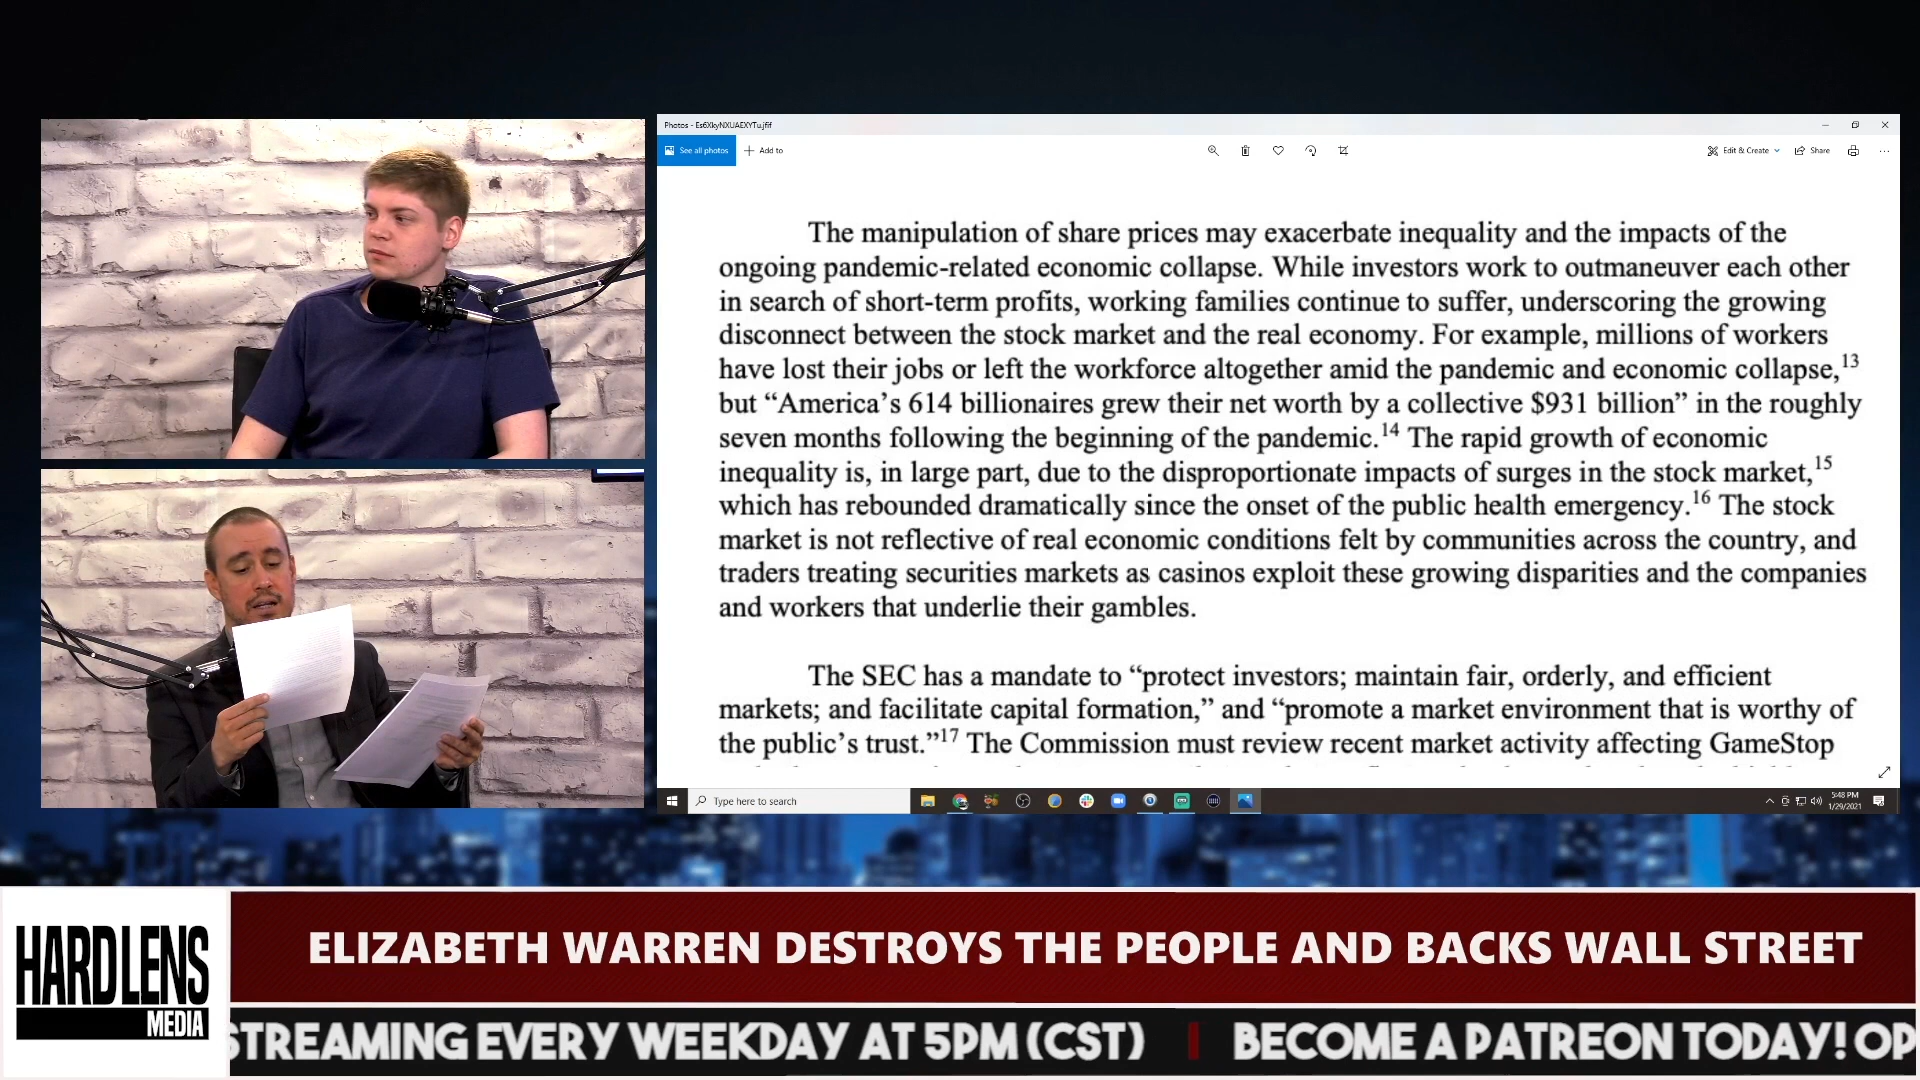 Photos - Es6XkyNXUAEXYTu.jfif
See all photos
Add to
Edit & Create
Share
The manipulation of share prices may exacerbate inequality and the impacts of the
ongoing pandemic-related economic collapse. While investors work to outmaneuver each other
in search of short-term profits, working families continue to suffer, underscoring the growing
disconnect between the stock market and the real economy. For example, millions of workers
have lost their jobs or left the workforce altogether amid the pandemic and economic collapse,13
but “America’s 614 billionaires grew their net worth by a collective $931 billion” in the roughly
seven months following the beginning of the pandemic.14 The rapid growth of economic
inequality is, in large part, due to the disproportionate impacts of surges in the stock market,15
which has rebounded dramatically since the onset of the public health emergency.16 The stock
market is not reflective of real economic conditions felt by communities across the country, and
traders treating securities markets as casinos exploit these growing disparities and the companies
and workers that underlie their gambles.
The SEC has a mandate to “protect investors; maintain fair, orderly, and efficient
markets; and facilitate capital formation,” and “promote a market environment that is worthy of
the public’s trust.”17 The Commission must review recent market activity affecting GameStop
Type here to search
5:48 PM
1/29/2021
HARD LENS
MEDIA
ELIZABETH WARREN DESTROYS THE PEOPLE AND BACKS WALL STREET
STREAMING EVERY WEEKDAY AT 5PM (CST) | BECOME A PATREON TODAY! OP